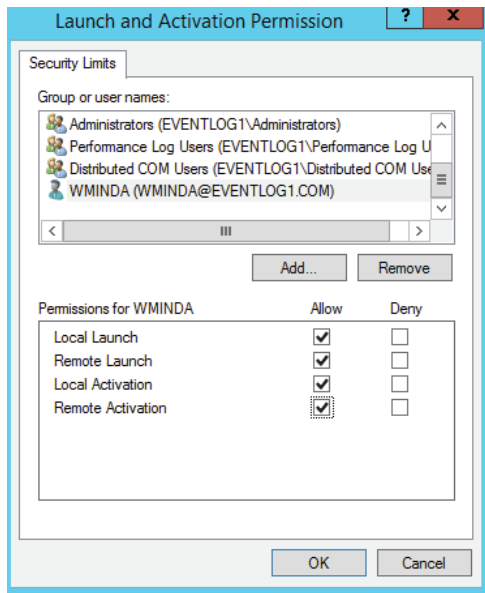 Launch and Activation Permission ? x
Security Limits
Group or user names:
Administrators (EVENTLOG1\Administrators)
Performance Log Users (EVENTLOG1\Performance Log U
Distributed COM Users (EVENTLOG1\Distributed COM Use
WMINDA (WMINDA@EVENTLOG1.COM)
Add... Remove
Permissions for WMINDA Allow Deny
Local Launch
Remote Launch
Local Activation
Remote Activation
OK Cancel